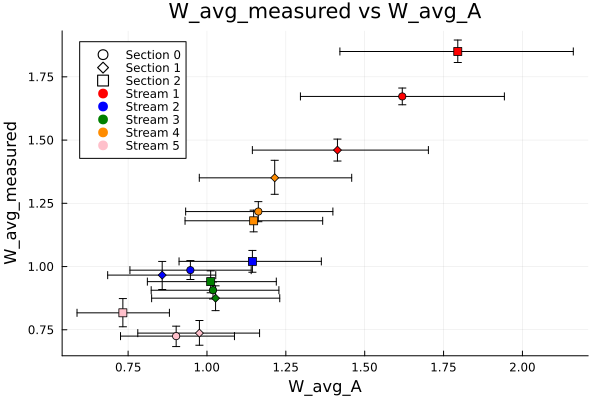 W_avg_measured vs W_avg_A
Section 0
Section 1
Section 2
Stream 1
Stream 2
Stream 3
Stream 4
Stream 5
W_avg_measured
1.75
1.50
1.25
1.00
0.75
0.75 1.00 1.25 1.50 1.75 2.00
W_avg_A